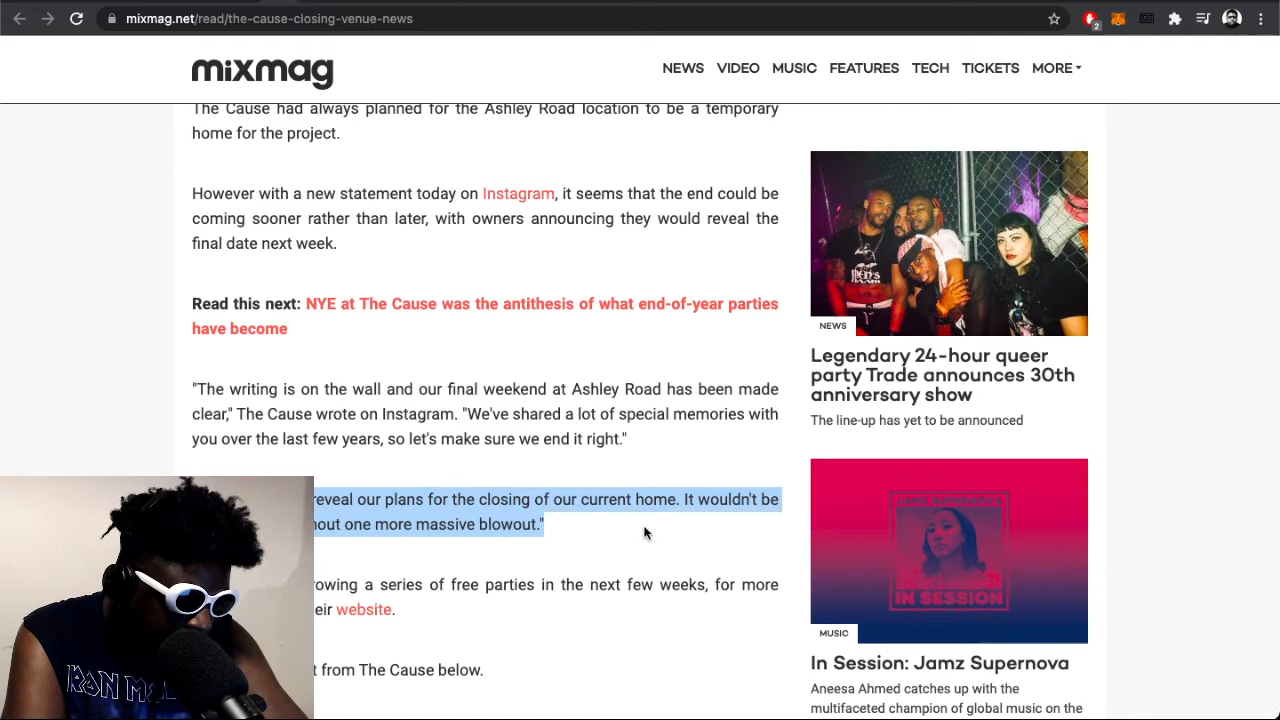 mixmag.net/read/the-cause-closing-venue-news
2
mixmag
NEWS VIDEO MUSIC FEATURES TECH TICKETS MORE
The Cause had always planned for the Ashley Road location to be a temporary
home for the project.
However with a new statement today on Instagram, it seems that the end could be
coming sooner rather than later, with owners announcing they would reveal the
final date next week.
Read this next: NYE at The Cause was the antithesis of what end-of-year parties
have become
"The writing is on the wall and our final weekend at Ashley Road has been made
clear," The Cause wrote on Instagram. "We've shared a lot of special memories with
you over the last few years, so let's make sure we end it right."
reveal our plans for the closing of our current home. It wouldn't be
one more massive blowout."
a series of free parties in the next few weeks, for more
website.
from The Cause below.
IRON
NEWS
Legendary 24-hour queer
party Trade announces 30th
anniversary show
The line-up has yet to be announced
JAMZ SUPERNOVA
IN SESSION
MUSIC
In Session: Jamz Supernova
Aneesa Ahmed catches up with the
multifaceted champion of global music on the